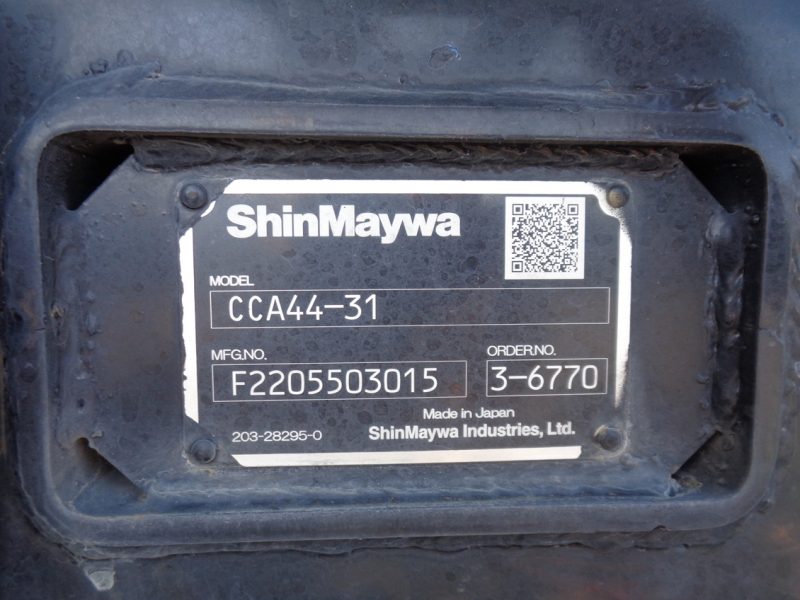 ShinMaywa
MODEL
CCA44-31
MFG.NO. ORDER.NO.
F2205503015 3-6770
Made in Japan
203-28295-0 ShinMaywa Industries, Ltd.